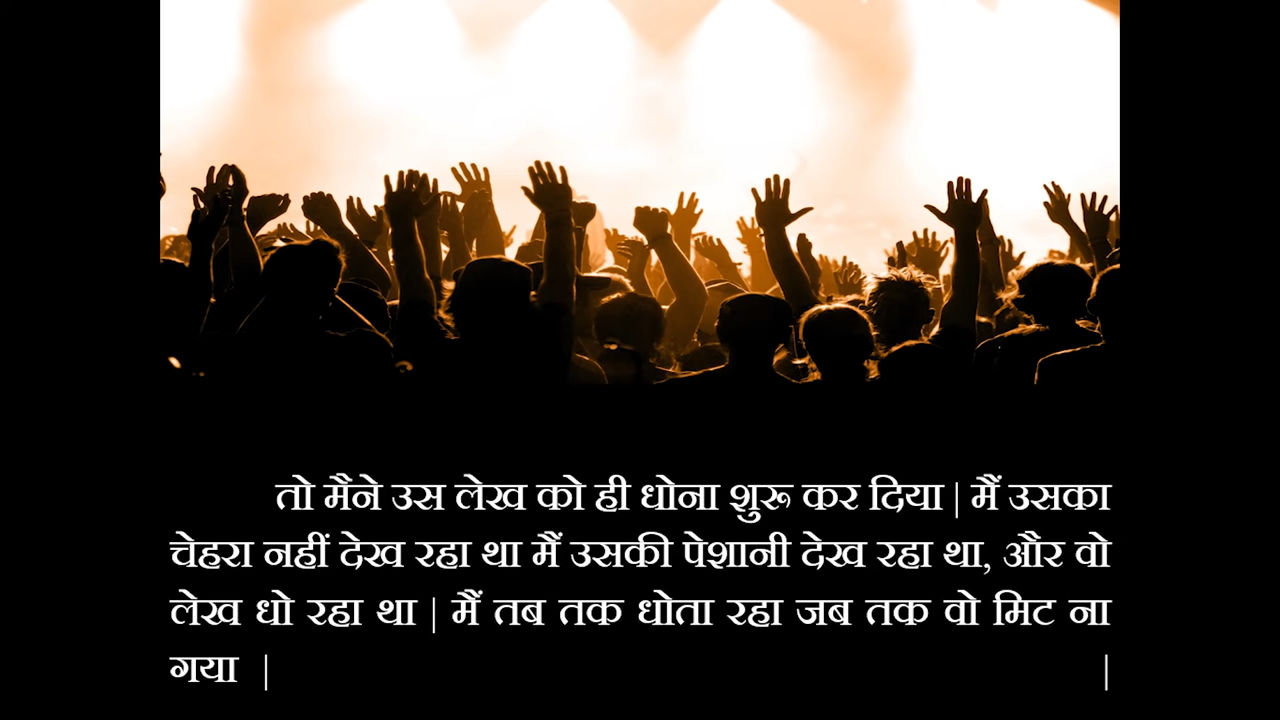 तो मैने उस लेख को ही धोना शुरू कर दिया | मैं उसका
चेहरा नहीं देख रहा था मैं उसकी पेशानी देख रहा था, और वो
लेख धो रहा था | मैं तब तक धोता रहा जब तक वो मिट ना
गया | |